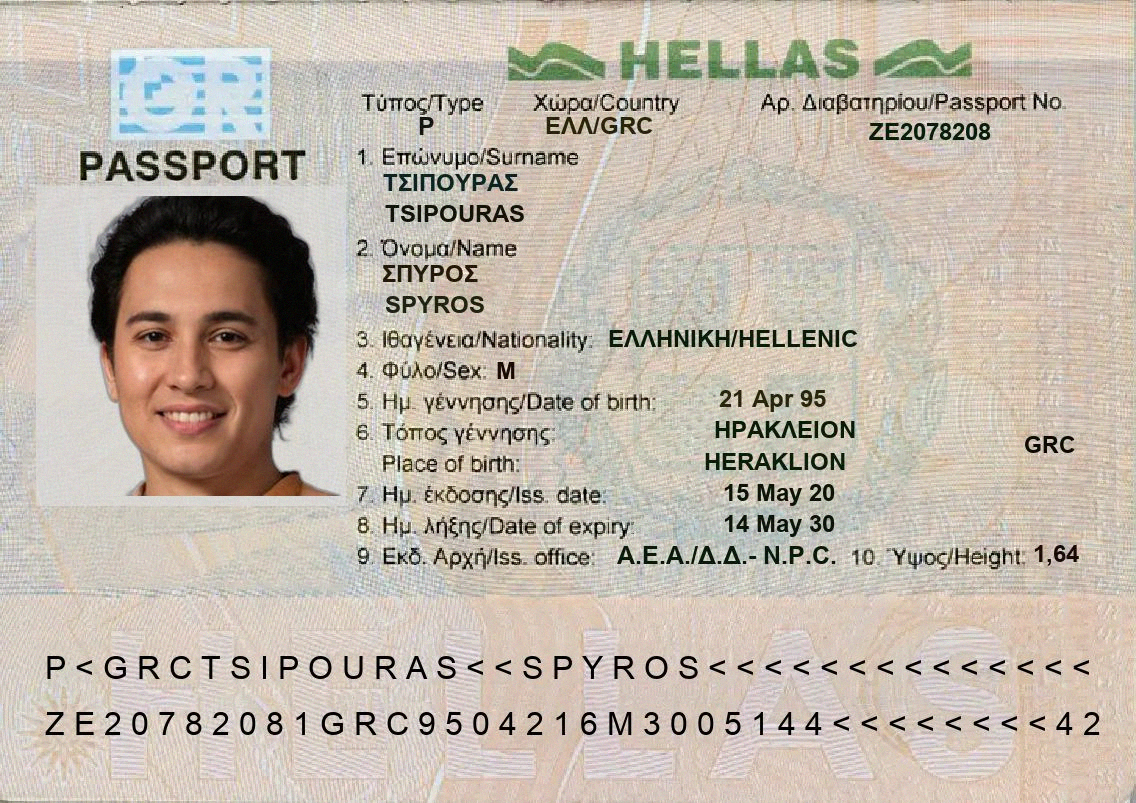 HELLAS
GR
PASSPORT
Τύπος/Type Χώρα/Country Αρ. Διαβατηρίου/Passport No.
P ΕΛΛ/GRC ZE2078208
1. Επώνυμο/Surname
ΤΣΙΠΟΥΡΑΣ
TSIPOURAS
2. Όνομα/Name
ΣΠΥΡΟΣ
SPYROS
3. Ιθαγένεια/Nationality: ΕΛΛΗΝΙΚΗ/HELLENIC
4. Φύλο/Sex: M
5. Ημ. γέννησης/Date of birth: 21 Apr 95
6. Τόπος γέννησης: ΗΡΑΚΛΕΙΟΝ
Place of birth: HERAKLION GRC
7. Ημ. έκδοσης/Iss. date: 15 May 20
8. Ημ. λήξης/Date of expiry: 14 May 30
9 Εκδ. Αρχή/Iss. office: Α.Ε.Α./Δ.Δ.- N.P.C. 10. Ύψος/Height: 1,64
HELLAS
P<GRCTSIPOURAS<<SPYROS<<<<<<<<<<<<<<
ZE20782081GRC9504216M3005144<<<<<<<<42